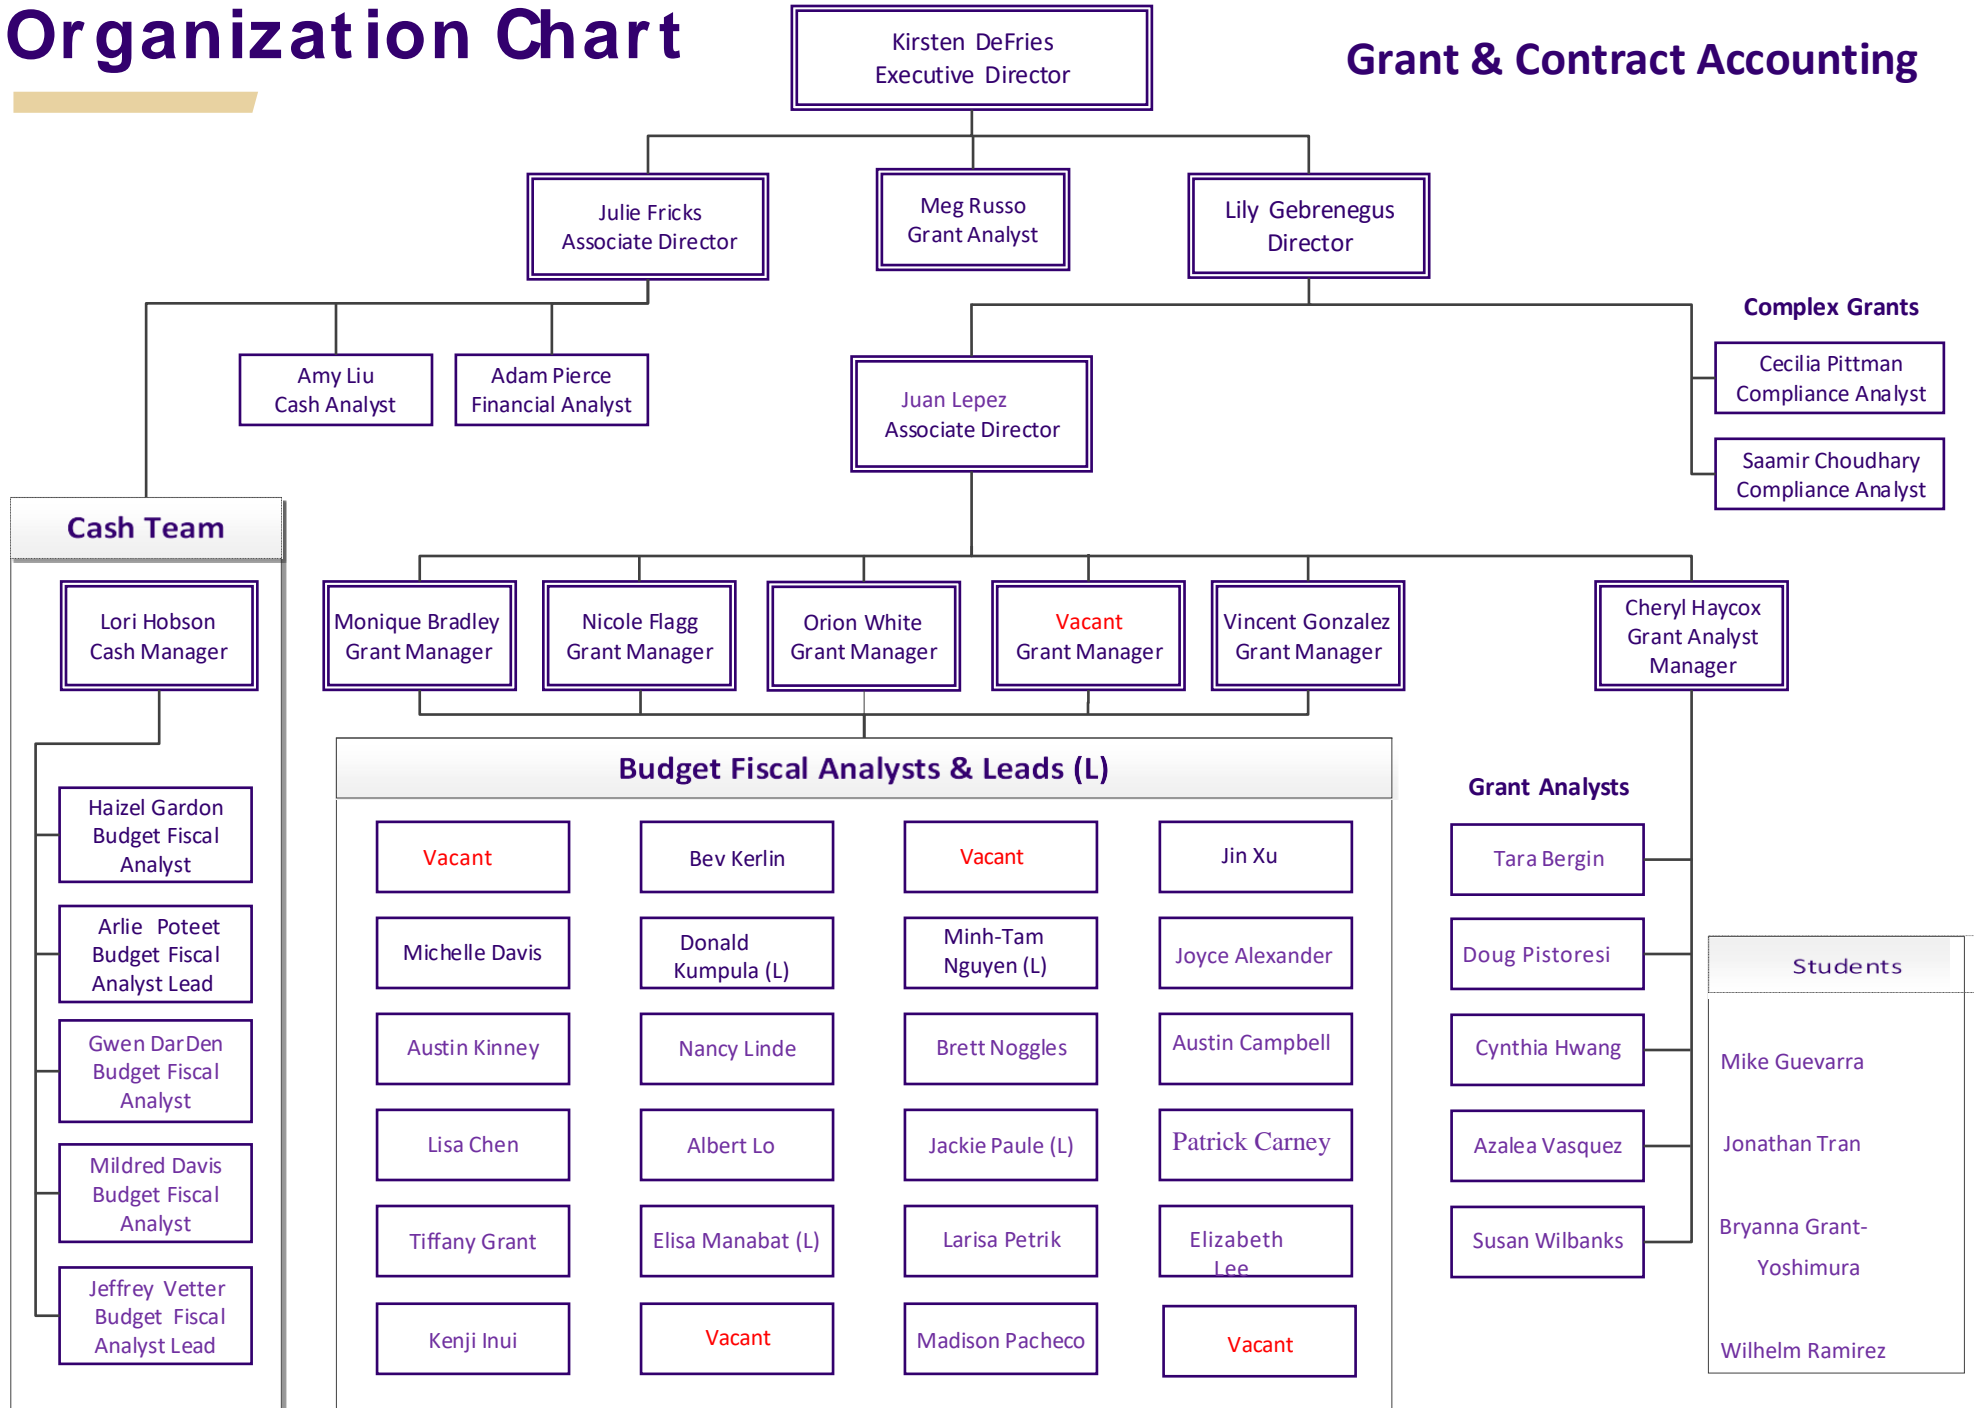 Organization Chart
Grant & Contract Accounting
Kirsten DeFries
Executive Director
Julie Fricks
Associate Director
Meg Russo
Grant Analyst
Lily Gebrenegus
Director
Amy Liu
Cash Analyst
Adam Pierce
Financial Analyst
Juan Lepez
Associate Director
Complex Grants
Cecilia Pittman
Compliance Analyst
Saamir Choudhary
Compliance Analyst
Cash Team
Lori Hobson
Cash Manager
Haizel Gardon
Budget Fiscal
Analyst
Arlie Poteet
Budget Fiscal
Analyst Lead
Gwen DarDen
Budget Fiscal
Analyst
Mildred Davis
Budget Fiscal
Analyst
Jeffrey Vetter
Budget Fiscal
Analyst Lead
Monique Bradley
Grant Manager
Nicole Flagg
Grant Manager
Orion White
Grant Manager
Vacant
Grant Manager
Vincent Gonzalez
Grant Manager
Cheryl Haycox
Grant Analyst
Manager
Budget Fiscal Analysts & Leads (L)
Vacant
Bev Kerlin
Vacant
Jin Xu
Michelle Davis
Donald
Kumpula (L)
Minh-Tam
Nguyen (L)
Joyce Alexander
Austin Kinney
Nancy Linde
Brett Noggles
Austin Campbell
Lisa Chen
Albert Lo
Jackie Paule (L)
Patrick Carney
Tiffany Grant
Elisa Manabat (L)
Larisa Petrik
Elizabeth
Lee
Kenji Inui
Vacant
Madison Pacheco
Vacant
Grant Analysts
Tara Bergin
Doug Pistoresi
Cynthia Hwang
Azalea Vasquez
Susan Wilbanks
Students
Mike Guevarra
Jonathan Tran
Bryanna Grant-
Yoshimura
Wilhelm Ramirez